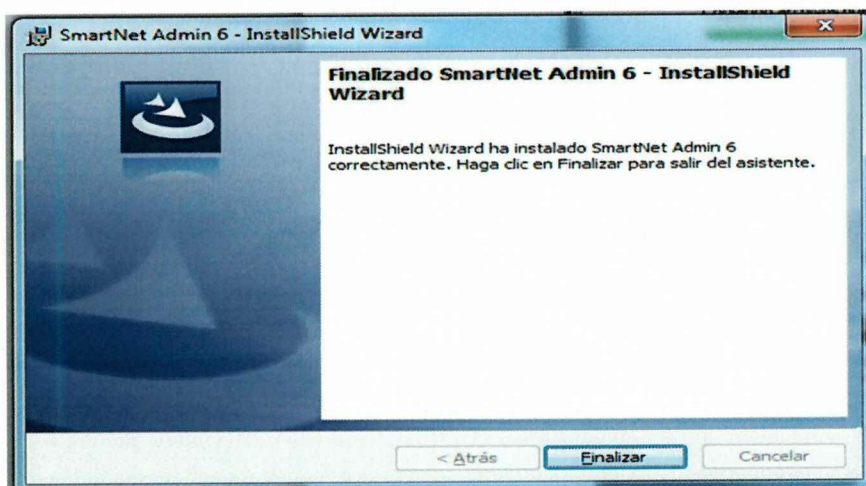 SmartNet Admin 6 - InstallShield Wizard
Finalizado SmartNet Admin 6 - InstallShield
Wizard
InstallShield Wizard ha instalado SmartNet Admin 6
correctamente. Haga clic en Finalizar para salir del asistente.
< Atrás
Finalizar
Cancelar